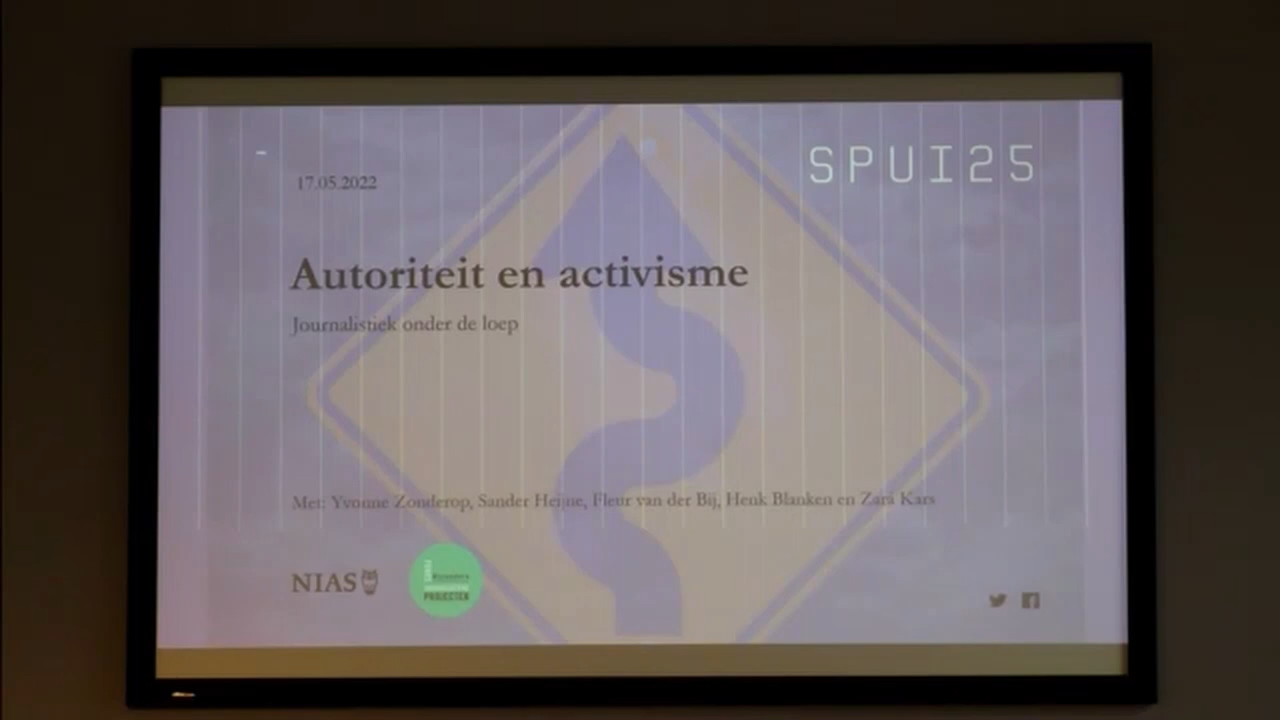 SPUI25
17.05.2022
Autoriteit en activisme
Journalistiek onder de loep
Met: Yvonne Zonderop, Sander Heijne, Fleur van der Bij, Henk Blanken en Zara Kars
NIAS
PROJECTEN